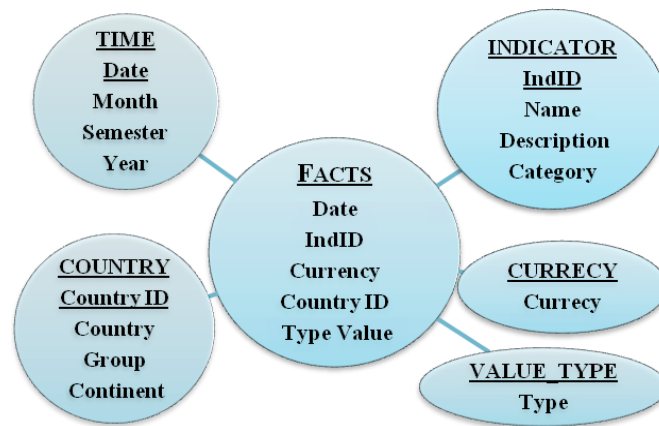 TIME
Date
Month
Semester
Year
INDICATOR
IndID
Name
Description
Category
FACTS
Date
IndID
Currency
Country ID
Type Value
COUNTRY
Country ID
Country
Group
Continent
CURRECY
Currecy
VALUE_TYPE
Type